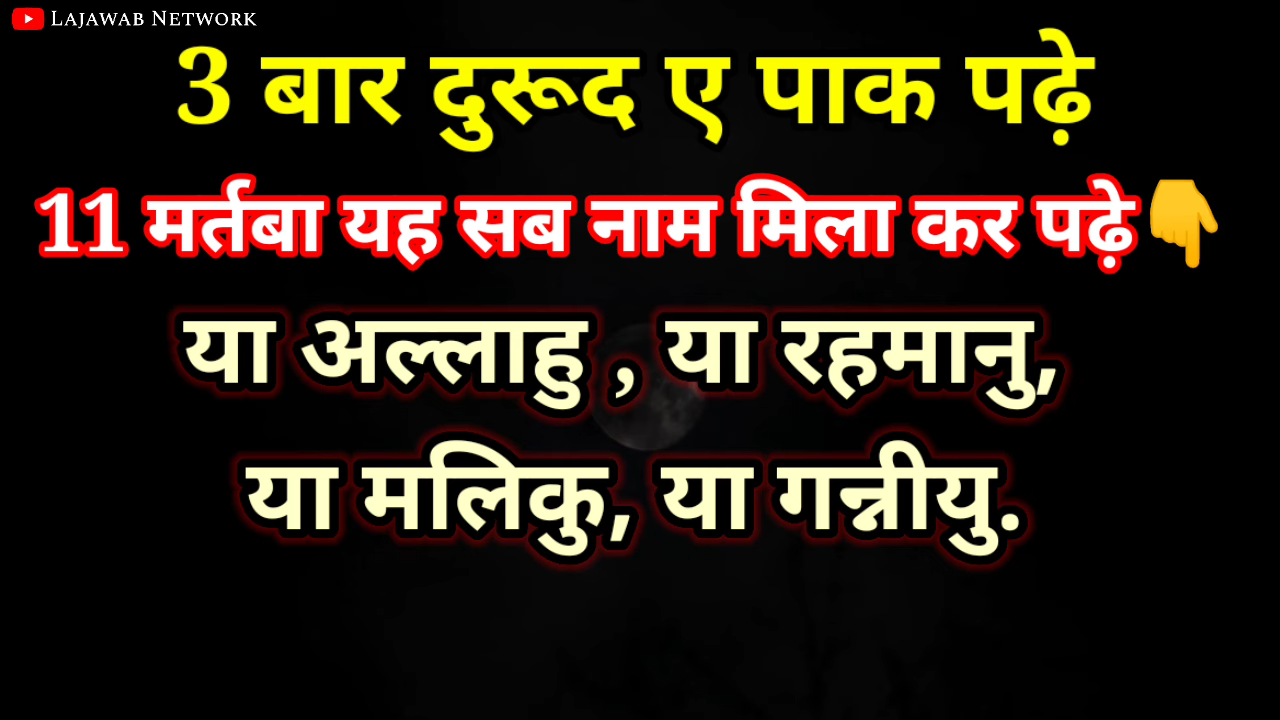 LAJAWAB NETWORK
3 बार दुरूद ए पाक पढ़े
11 मर्तबा यह सब नाम मिला कर पढ़े👇
या अल्लाहु , या रहमानु,
या मलिकु, या गन्नीयु.